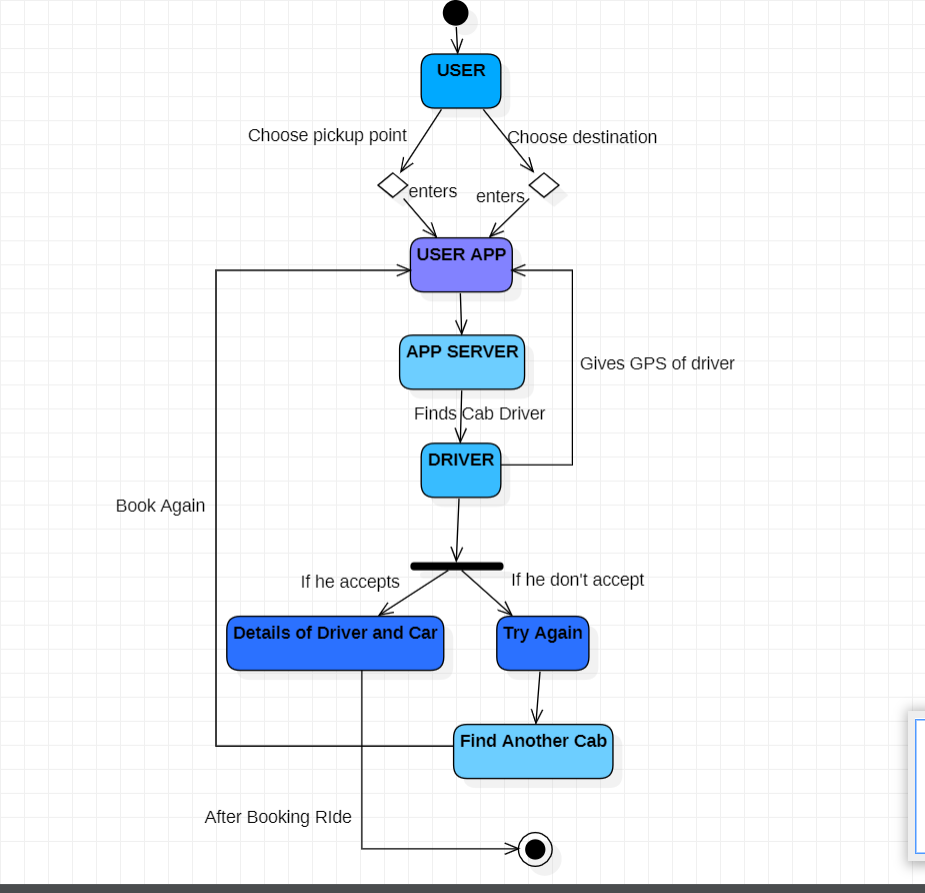 USER
Choose pickup point
Choose destination
enters
enters
USER APP
APP SERVER
Gives GPS of driver
Finds Cab Driver
DRIVER
Book Again
If he accepts
If he don't accept
Details of Driver and Car
Try Again
Find Another Cab
After Booking RIde